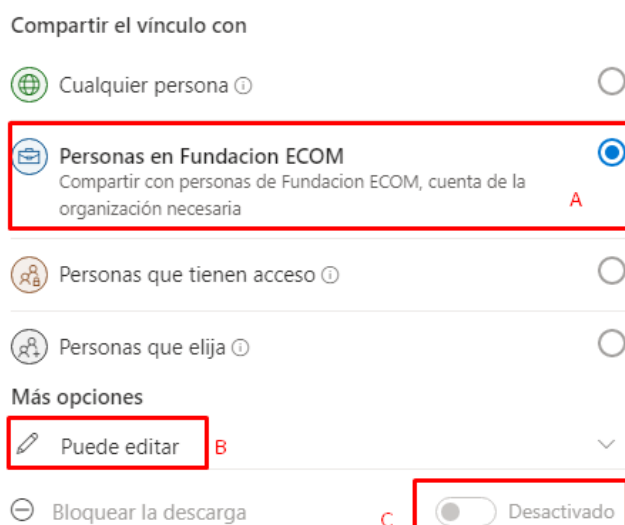 Compartir el vínculo con
Cualquier persona
Personas en Fundacion ECOM
Compartir con personas de Fundacion ECOM, cuenta de la
organización necesaria
A
Personas que tienen acceso
Personas que elija
Más opciones
Puede editar
B
Bloquear la descarga
C
Desactivado